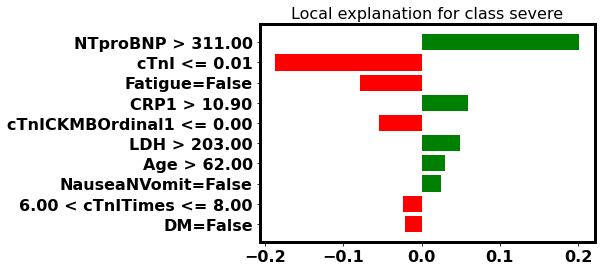 Local explanation for class severe
NTproBNP > 311.00
cTnI <= 0.01
Fatigue=False
CRP1 > 10.90
cTnICKMBOrdinal1 <= 0.00
LDH > 203.00
Age > 62.00
NauseaNVomit=False
6.00 < cTnITimes <= 8.00
DM=False
−0.2 −0.1 0.0 0.1 0.2